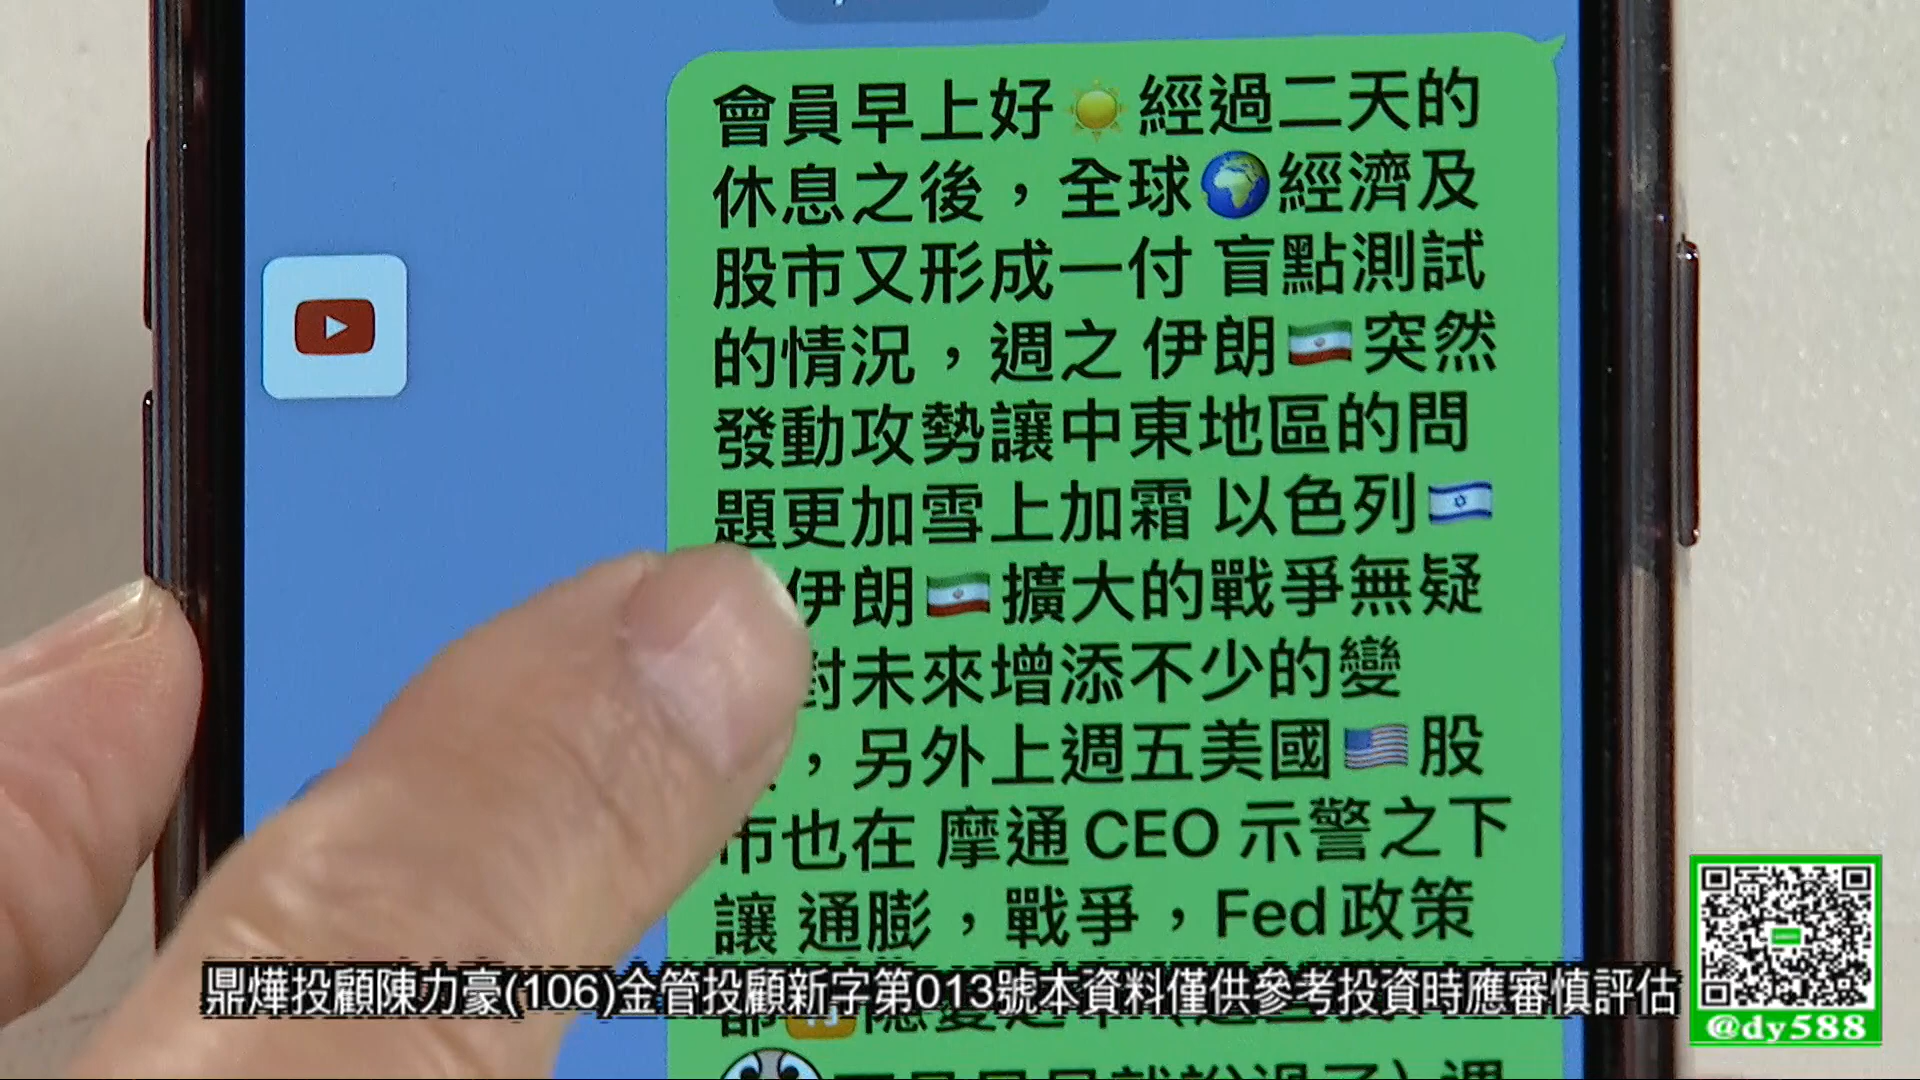 會員早上好☀️經過二天的
休息之後，全球🌍經濟及
股市又形成一付 盲點測試
的情況，週之 伊朗🇮🇷突然
發動攻勢讓中東地區的問
題更加雪上加霜 以色列🇮🇱
伊朗🇮🇷擴大的戰爭無疑
對未來增添不少的變
，另外上週五美國🇺🇸股
市也在 摩通CEO 示警之下
讓 通膨，戰爭，Fed政策
鼎燁投顧陳力豪(106)金管投顧新字第013號本資料僅供參考投資時應審慎評估
@dy588